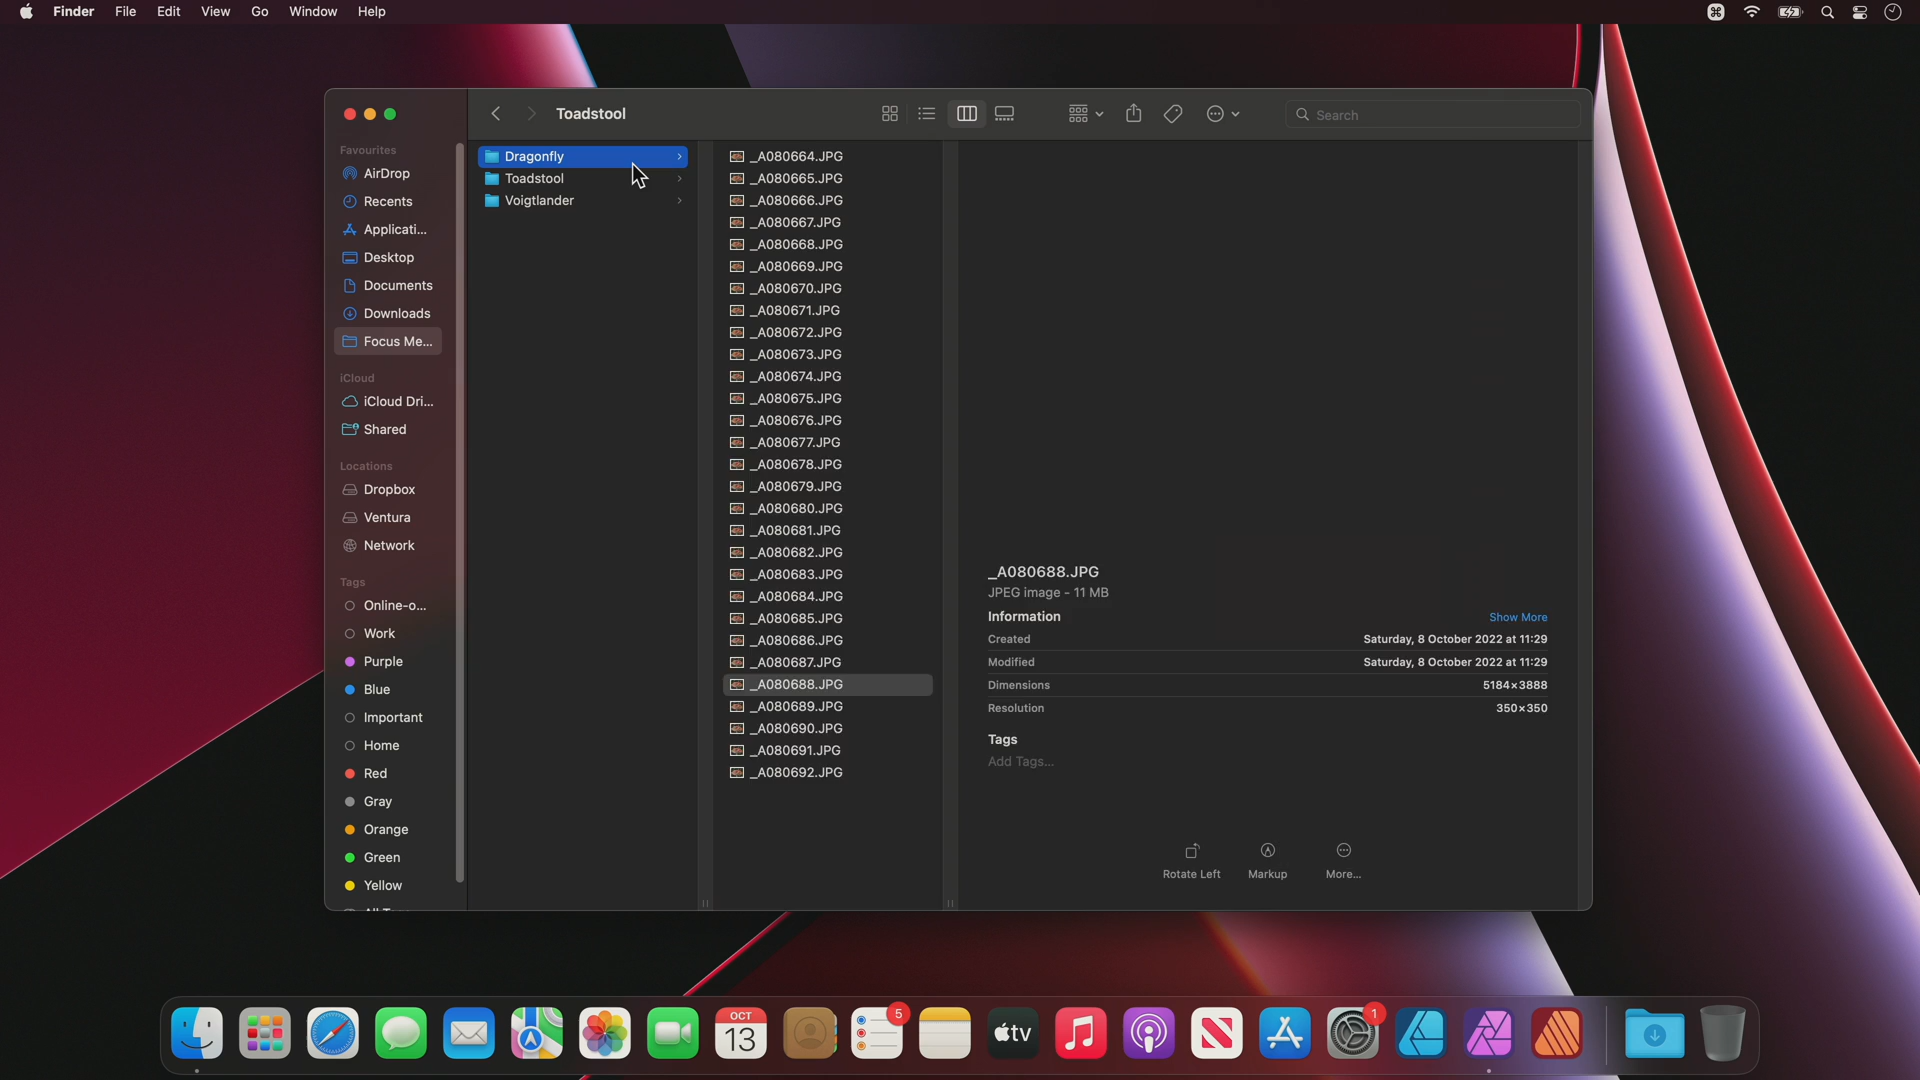 Finder File Edit View Go Window Help
Toadstool
Search
Favourites
AirDrop
Recents
Applicati...
Desktop
Documents
Downloads
Focus Me...
iCloud
iCloud Dri...
Shared
Locations
Dropbox
Ventura
Network
Tags
Online-o...
Work
Purple
Blue
Important
Home
Red
Gray
Orange
Green
Yellow
Dragonfly
Toadstool
Voigtlander
_A080664.JPG
_A080665.JPG
_A080666.JPG
_A080667.JPG
_A080668.JPG
_A080669.JPG
_A080670.JPG
_A080671.JPG
_A080672.JPG
_A080673.JPG
_A080674.JPG
_A080675.JPG
_A080676.JPG
_A080677.JPG
_A080678.JPG
_A080679.JPG
_A080680.JPG
_A080681.JPG
_A080682.JPG
_A080683.JPG
_A080684.JPG
_A080685.JPG
_A080686.JPG
_A080687.JPG
_A080688.JPG
_A080689.JPG
_A080690.JPG
_A080691.JPG
_A080692.JPG
_A080688.JPG
JPEG image - 11 MB
Information Show More
Created Saturday, 8 October 2022 at 11:29
Modified Saturday, 8 October 2022 at 11:29
Dimensions 5184×3888
Resolution 350×350
Tags
Add Tags...
Rotate Left Markup More...
OCT
13
5
tv
1